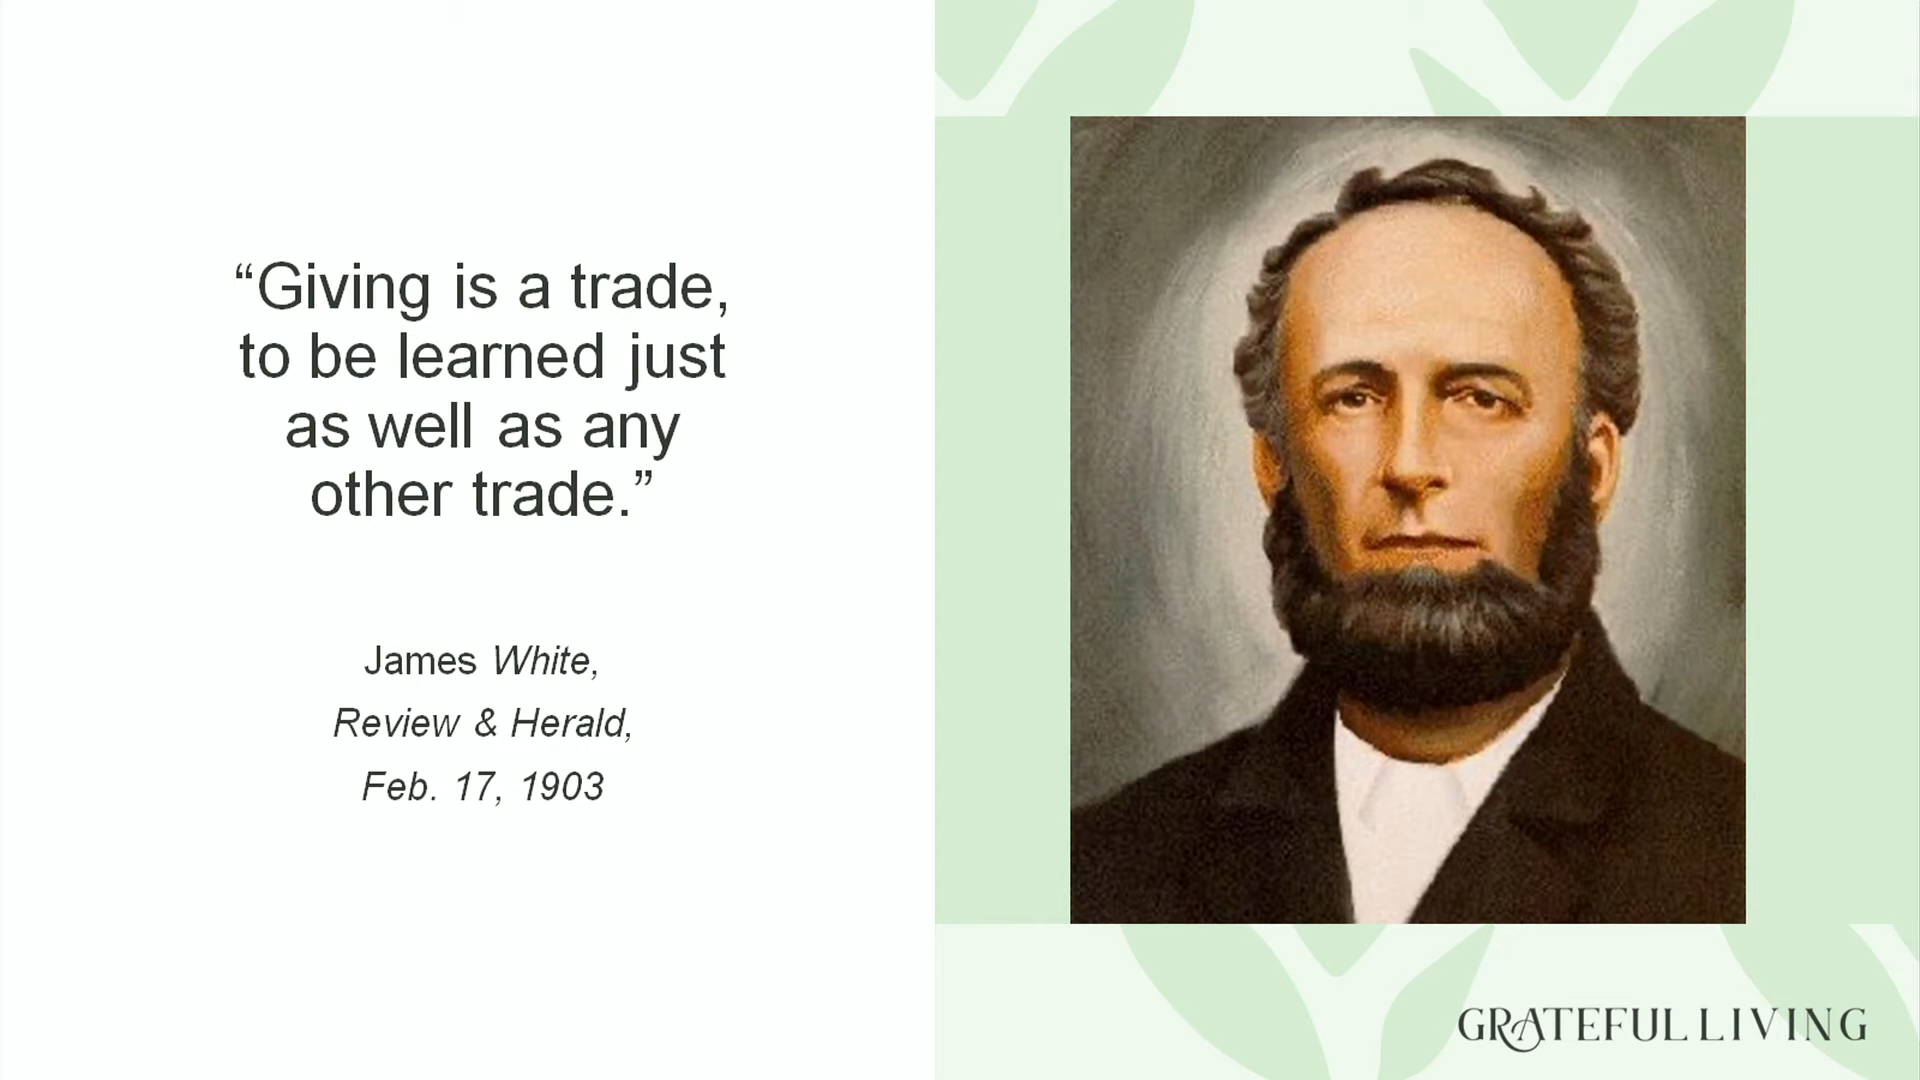 “Giving is a trade,
to be learned just
as well as any
other trade.”
James White,
Review & Herald,
Feb. 17, 1903
GRATEFUL LIVING